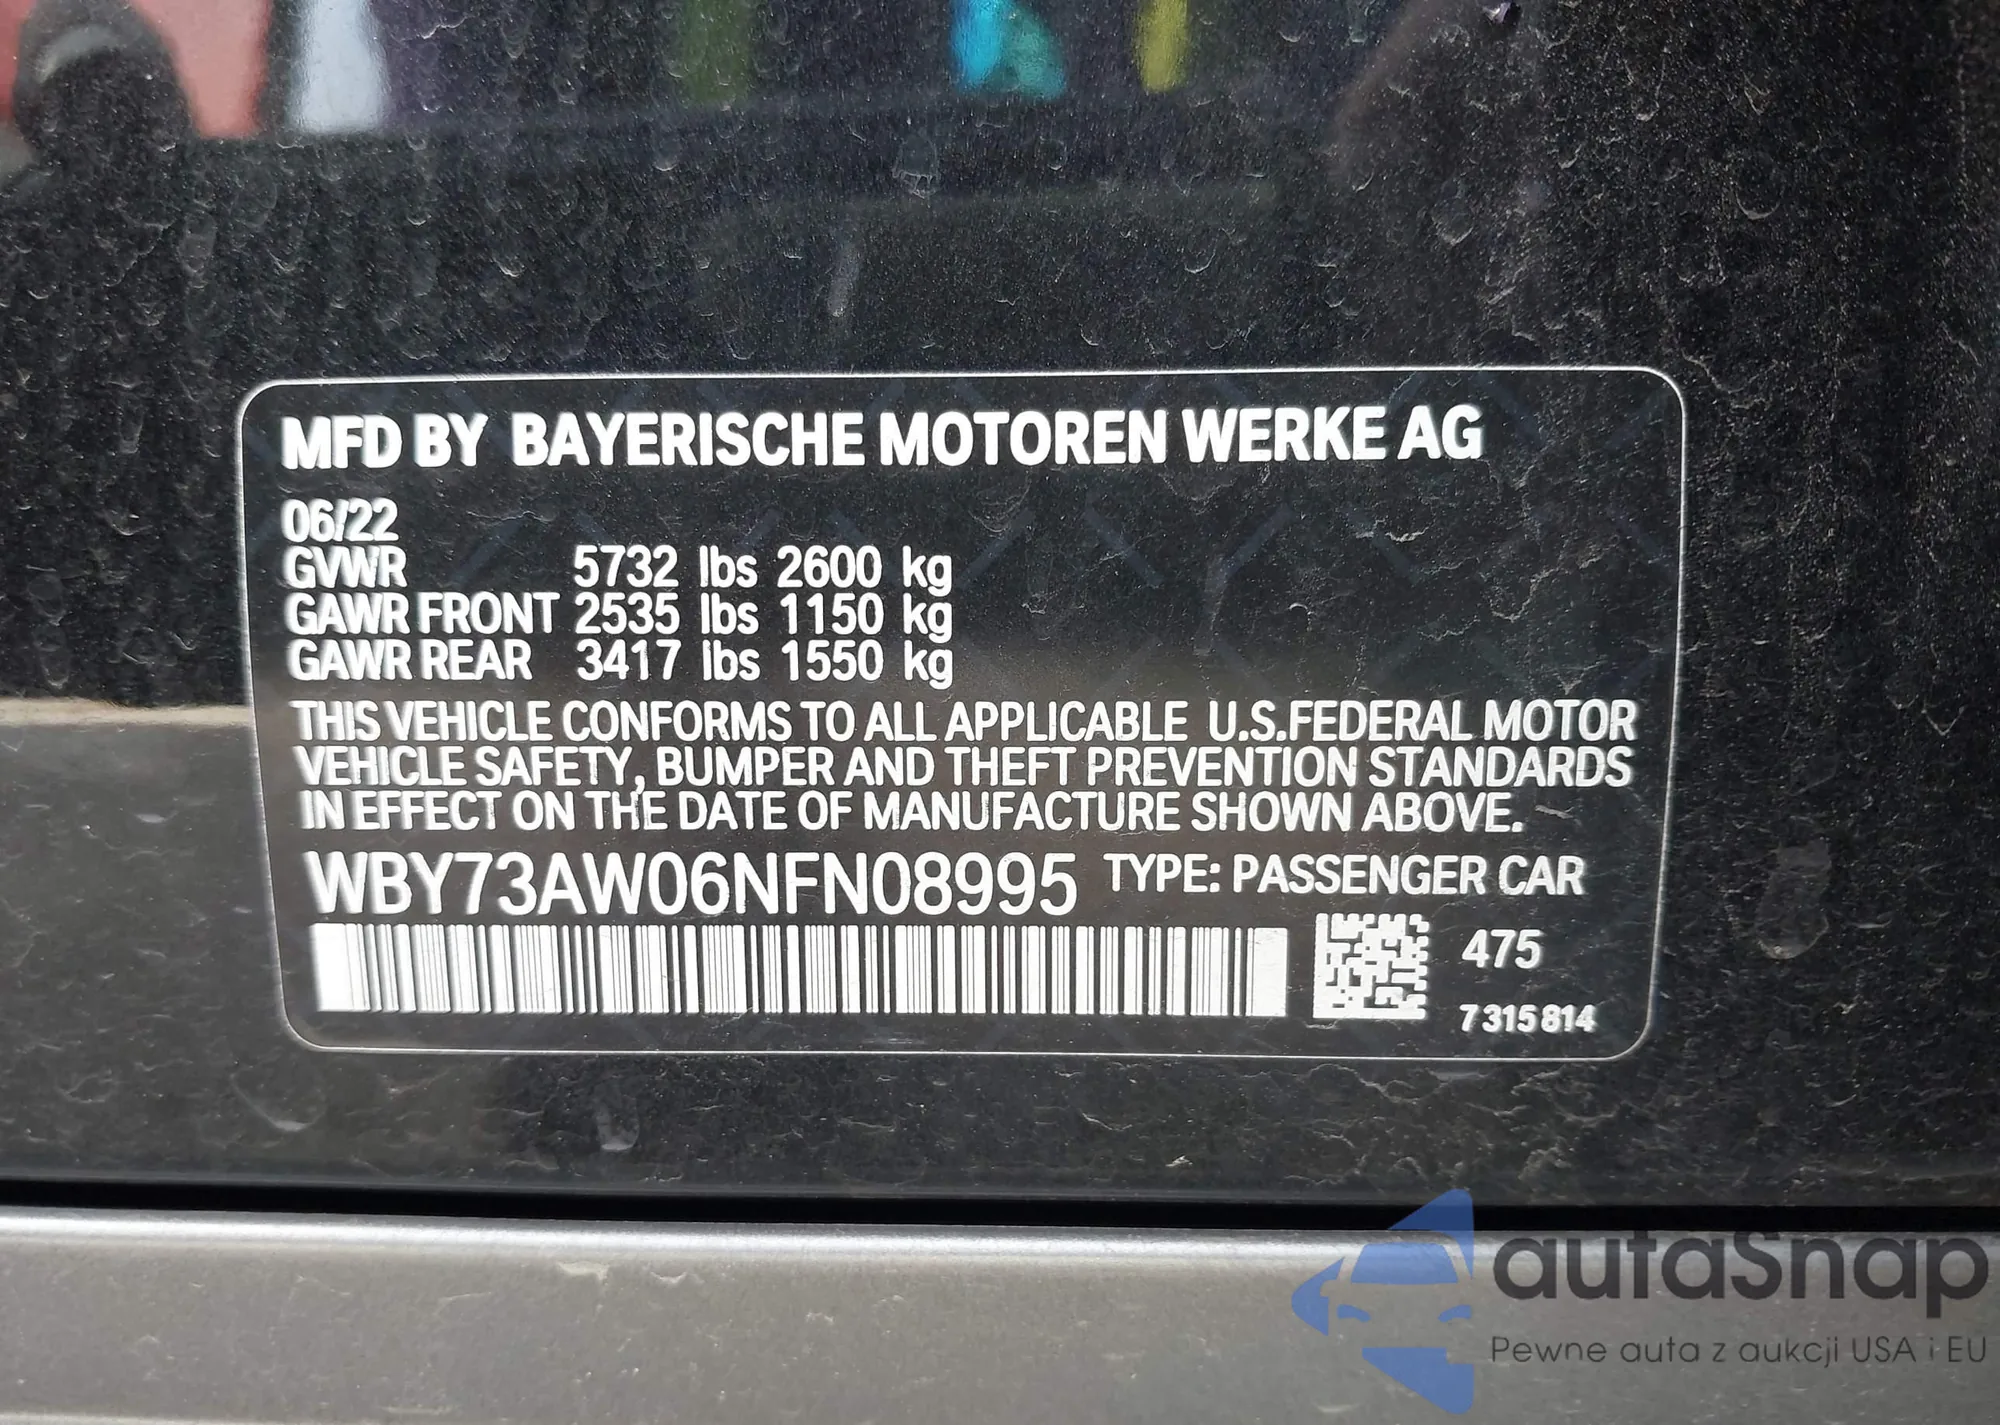 MFD BY BAYERISCHE MOTOREN WERKE AG
06/22
GVWR 5732 lbs 2600 kg
GAWR FRONT 2535 lbs 1150 kg
GAWR REAR 3417 lbs 1550 kg
THIS VEHICLE CONFORMS TO ALL APPLICABLE U.S.FEDERAL MOTOR
VEHICLE SAFETY, BUMPER AND THEFT PREVENTION STANDARDS
IN EFFECT ON THE DATE OF MANUFACTURE SHOWN ABOVE.
WBY73AW06NFN08995 TYPE: PASSENGER CAR
475
7315814
autaSnap
Pewne auta z aukcji USA i EU